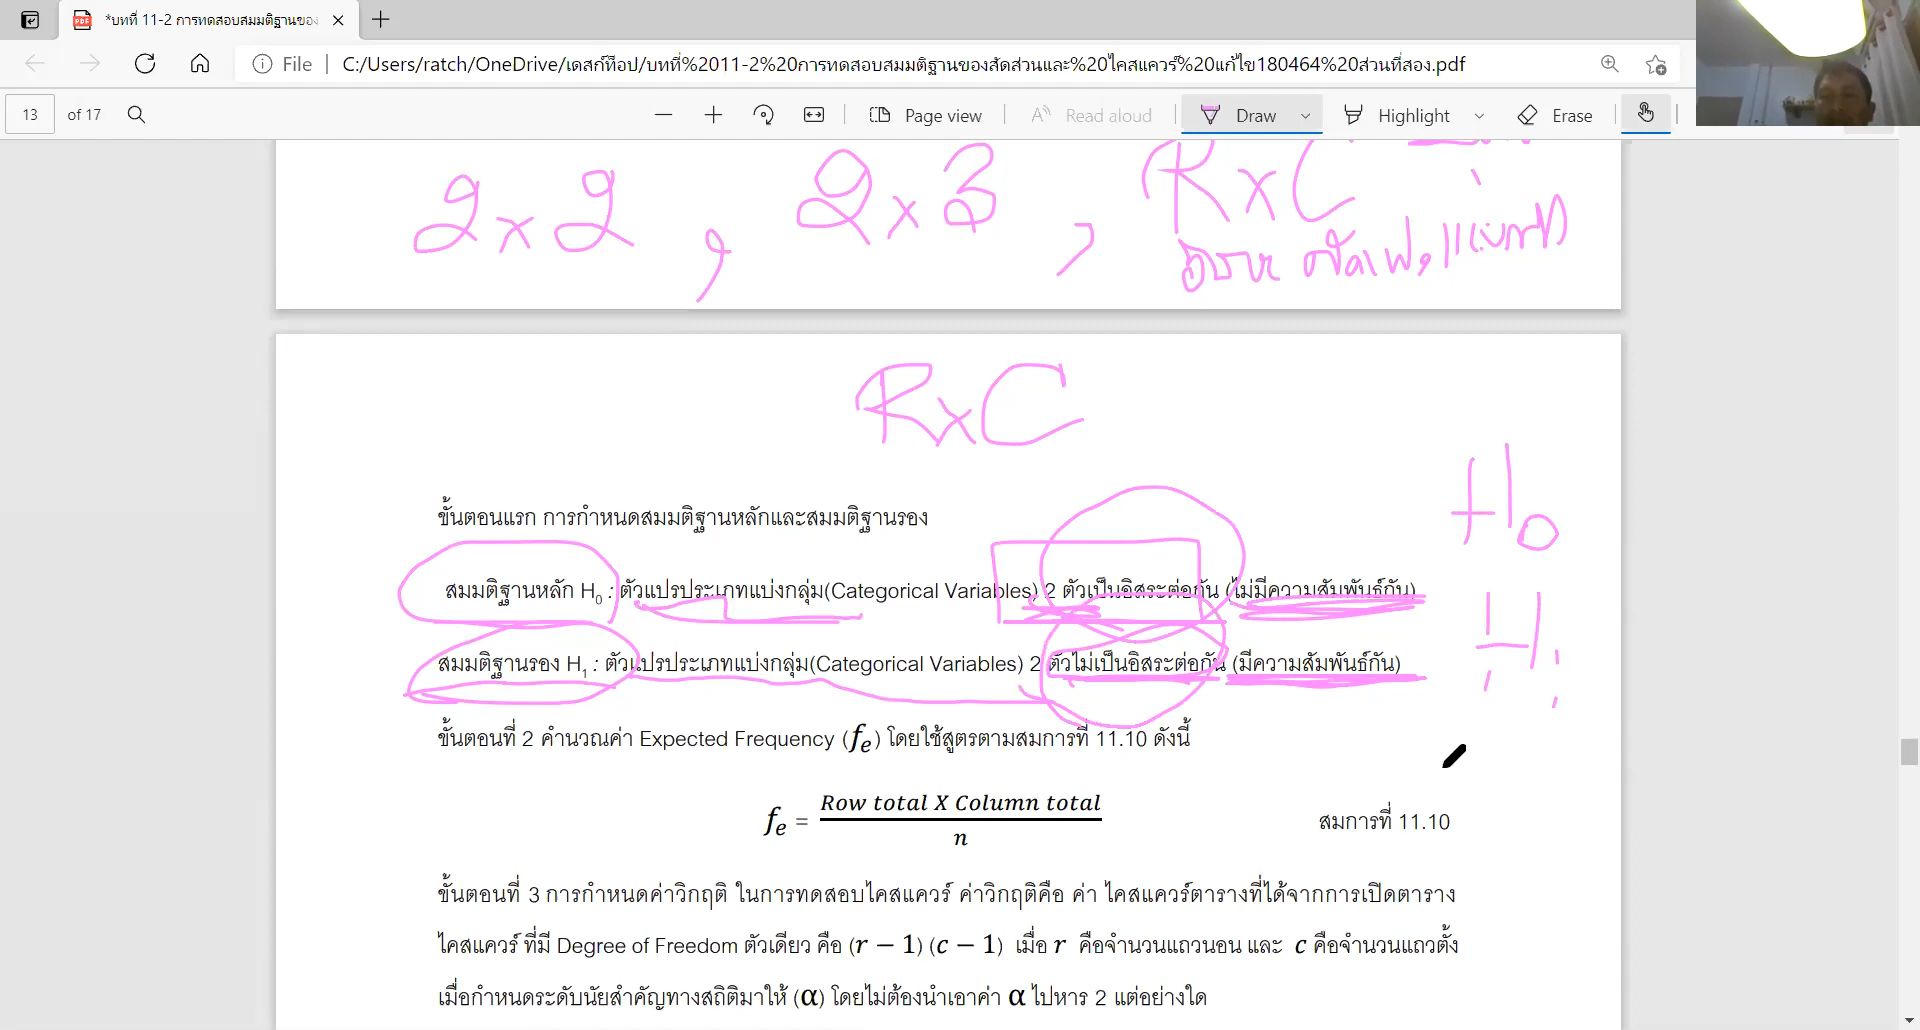 *บทที่ 11-2 การทดสอบสมมติฐานของ
File
C:/Users/ratch/OneDrive/เดสก์ท็อป/บทที่%2011-2%20การทดสอบสมมติฐานของสัดส่วนและ%20ไคสแควร์%20แก้ไข180464%20ส่วนที่สอง.pdf
13 of 17 Page view Read aloud Draw Highlight Erase
2x2 , 2x3 , RxC
RxC
ขั้นตอนแรก การกำหนดสมมติฐานหลักและสมมติฐานรอง
H₀
สมมติฐานหลัก H₀ : ตัวแปรประเภทแบ่งกลุ่ม(Categorical Variables) 2 ตัวเป็นอิสระต่อกัน (ไม่มีความสัมพันธ์กัน)
H₁
สมมติฐานรอง H₁ : ตัวแปรประเภทแบ่งกลุ่ม(Categorical Variables) 2 ตัวไม่เป็นอิสระต่อกัน (มีความสัมพันธ์กัน)
ขั้นตอนที่ 2 คำนวณค่า Expected Frequency (fₑ) โดยใช้สูตรตามสมการที่ 11.10 ดังนี้
fₑ = Row total X Column total / n สมการที่ 11.10
ขั้นตอนที่ 3 การกำหนดค่าวิกฤติ ในการทดสอบไคสแควร์ ค่าวิกฤติคือ ค่า ไคสแควร์ตารางที่ได้จากการเปิดตาราง
ไคสแควร์ ที่มี Degree of Freedom ตัวเดียว คือ (r − 1) (c − 1) เมื่อ r คือจำนวนแถวนอน และ c คือจำนวนแถวตั้ง
เมื่อกำหนดระดับนัยสำคัญทางสถิติมาให้ (α) โดยไม่ต้องนำเอาค่า α ไปหาร 2 แต่อย่างใด